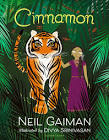 Cinnamon
NEIL GAIMAN
illustrated by DIVYA SRINIVASAN